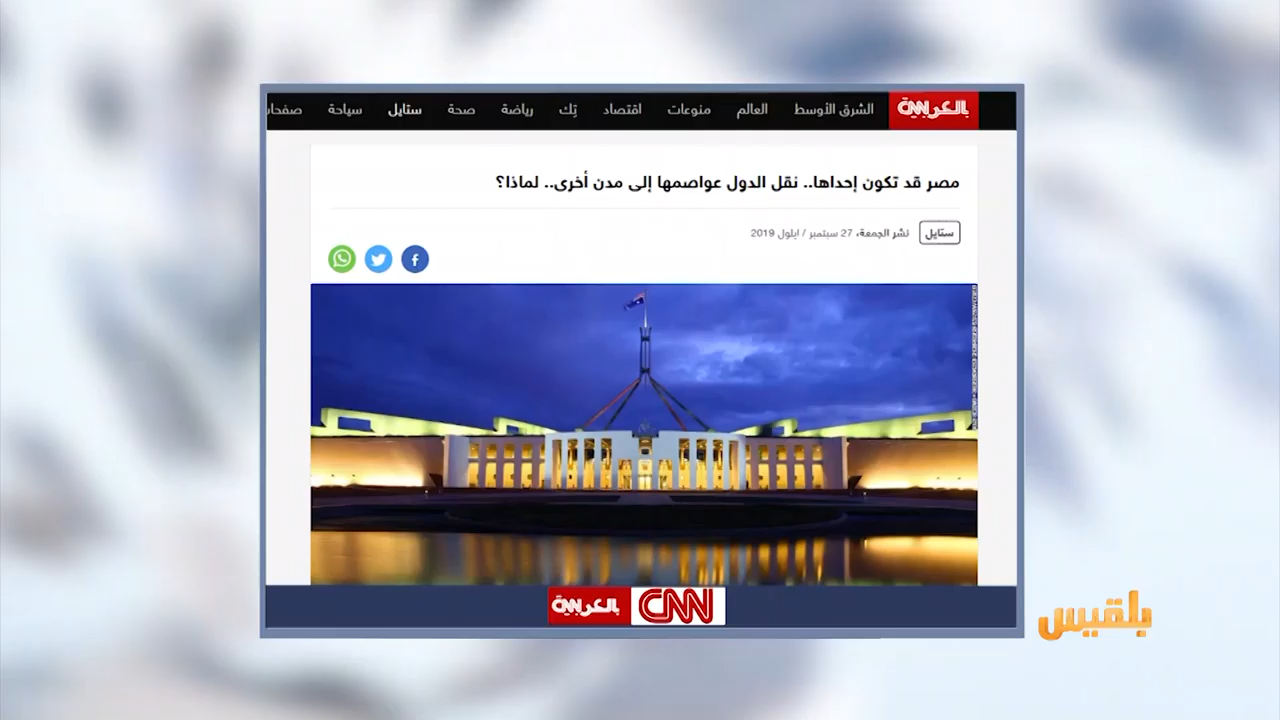 CNN بالعربية الشرق الأوسط العالم منوعات اقتصاد تِك رياضة صحة ستايل سياحة صفحات
مصر قد تكون إحداها.. نقل الدول عواصمها إلى مدن أخرى.. لماذا؟
ستايل نشر الجمعة، 27 سبتمبر / ايلول 2019
CNN بالعربية CNN
بلقيس